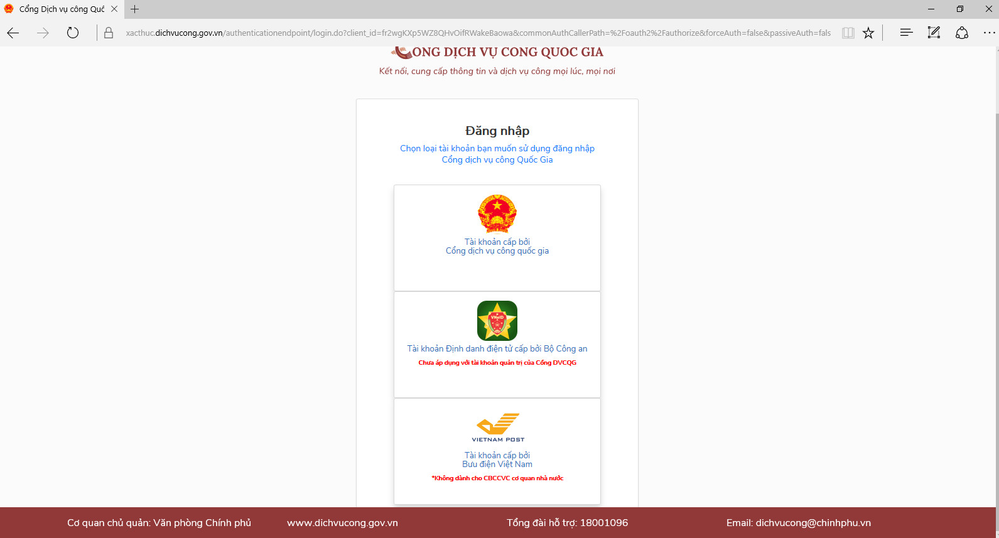 Cổng Dịch vụ công Quố
xacthuc.dichvucong.gov.vn/authenticationendpoint/login.do?client_id=fr2wgKXp5WZ8QHvOifRWakeBaowa&commonAuthCallerPath=%2Foauth2%2Fauthorize&forceAuth=false&passiveAuth=fals
CỔNG DỊCH VỤ CÔNG QUỐC GIA
Kết nối, cung cấp thông tin và dịch vụ công mọi lúc, mọi nơi
Đăng nhập
Chọn loại tài khoản bạn muốn sử dụng đăng nhập
Cổng dịch vụ công Quốc Gia
Tài khoản cấp bởi
Cổng dịch vụ công quốc gia
VNeID
Tài khoản Định danh điện tử cấp bởi Bộ Công an
Chưa áp dụng với tài khoản quản trị của Cổng DVCQG
VIETNAM POST
Tài khoản cấp bởi
Bưu điện Việt Nam
*Không dành cho CBCCVC cơ quan nhà nước
Cơ quan chủ quản: Văn phòng Chính phủ
www.dichvucong.gov.vn
Tổng đài hỗ trợ: 18001096
Email: dichvucong@chinhphu.vn